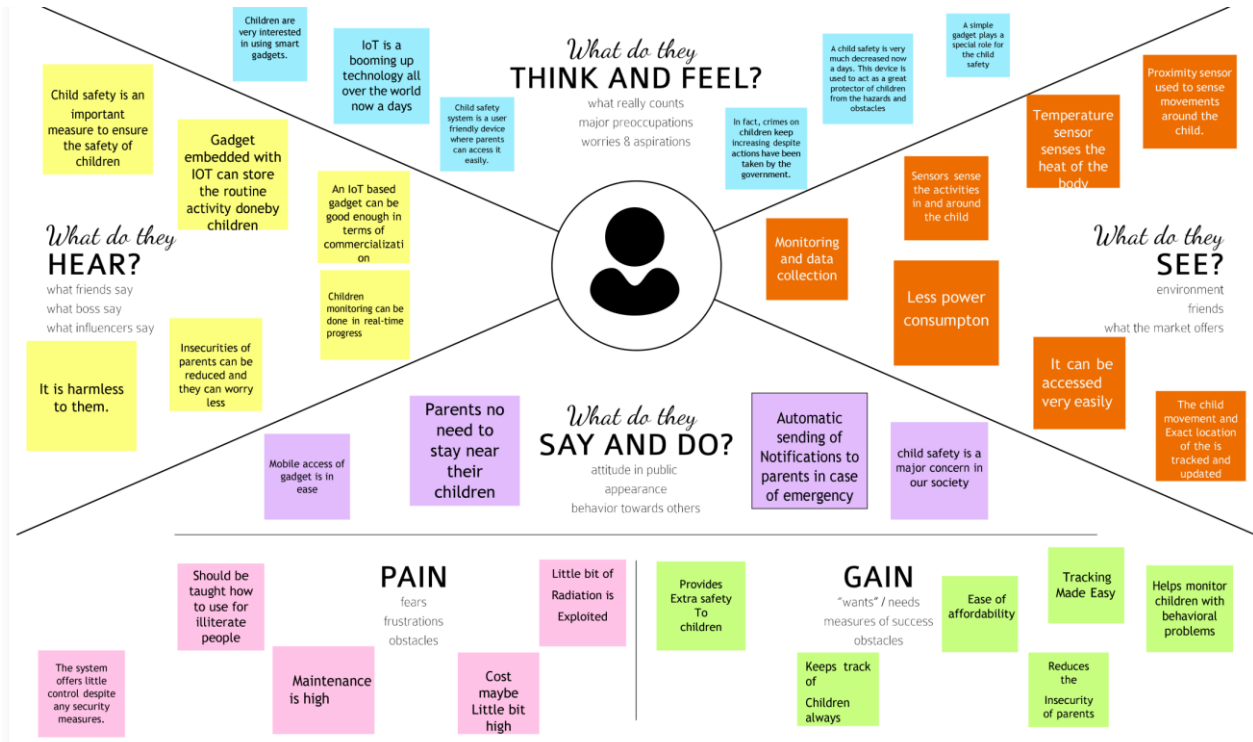 What do they
THINK AND FEEL?
what really counts
major preoccupations
worries & aspirations
Children are
very interested
in using smart
gadgets.
IoT is a
booming up
technology all
over the world
now a days
Child safety
system is a user
friendly device
where parents
can access it
easily.
A child safety is very
much decreased now
a days. This device is
used to act as a great
protector of children
from the hazards and
obstacles
A simple
gadget plays a
special role for
the child
safety
In fact, crimes on
children keep
increasing despite
actions have been
taken by the
government.
What do they
HEAR?
what friends say
what boss say
what influencers say
Child safety is an
important
measure to ensure
the safety of
children
Gadget
embedded with
IOT can store
the routine
activity doneby
children
An IoT based
gadget can be
good enough in
terms of
commercializati
on
Children
monitoring can be
done in real-time
progress
Insecurities of
parents can be
reduced and
they can worry
less
It is harmless
to them.
What do they
SEE?
environment
friends
what the market offers
Proximity sensor
used to sense
movements
around the
child.
Temperature
sensor
senses the
heat of the
body
Sensors sense
the activities
in and around
the child
Monitoring
and data
collection
Less power
consumpton
It can be
accessed
very easily
The child
movement and
Exact location
of the is
tracked and
updated
What do they
SAY AND DO?
attitude in public
appearance
behavior towards others
Mobile access of
gadget is in
ease
Parents no
need to
stay near
their
children
Automatic
sending of
Notifications to
parents in case
of emergency
child safety is a
major concern in
our society
PAIN
fears
frustrations
obstacles
Should be
taught how
to use for
illiterate
people
Little bit of
Radiation is
Exploited
The system
offers little
control despite
any security
measures.
Maintenance
is high
Cost
maybe
Little bit
high
GAIN
"wants" / needs
measures of success
obstacles
Provides
Extra safety
To
children
Ease of
affordability
Tracking
Made Easy
Helps monitor
children with
behavioral
problems
Keeps track
of
Children
always
Reduces
the
Insecurity
of parents